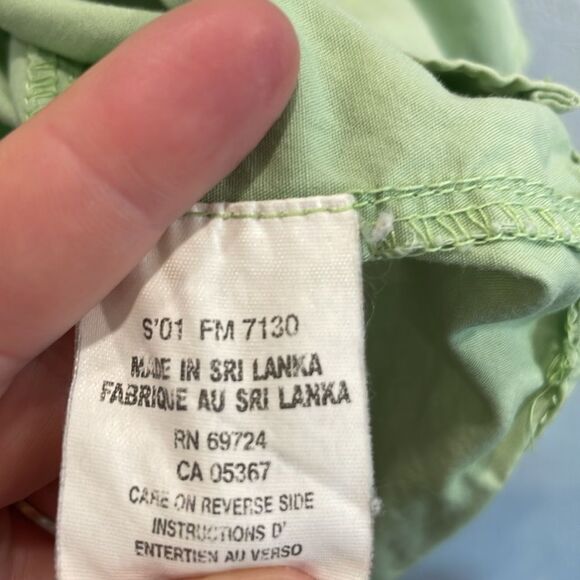 S'01 FM 7130
MADE IN SRI LANKA
FABRIQUE AU SRI LANKA
RN 69724
CA 05367
CARE ON REVERSE SIDE
INSTRUCTIONS D'
ENTERTIEN AU VERSO